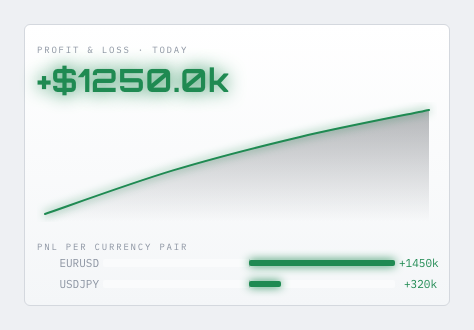 PROFIT & LOSS · TODAY
+$1250.0k
PNL PER CURRENCY PAIR
EURUSD +1450k
USDJPY +320k